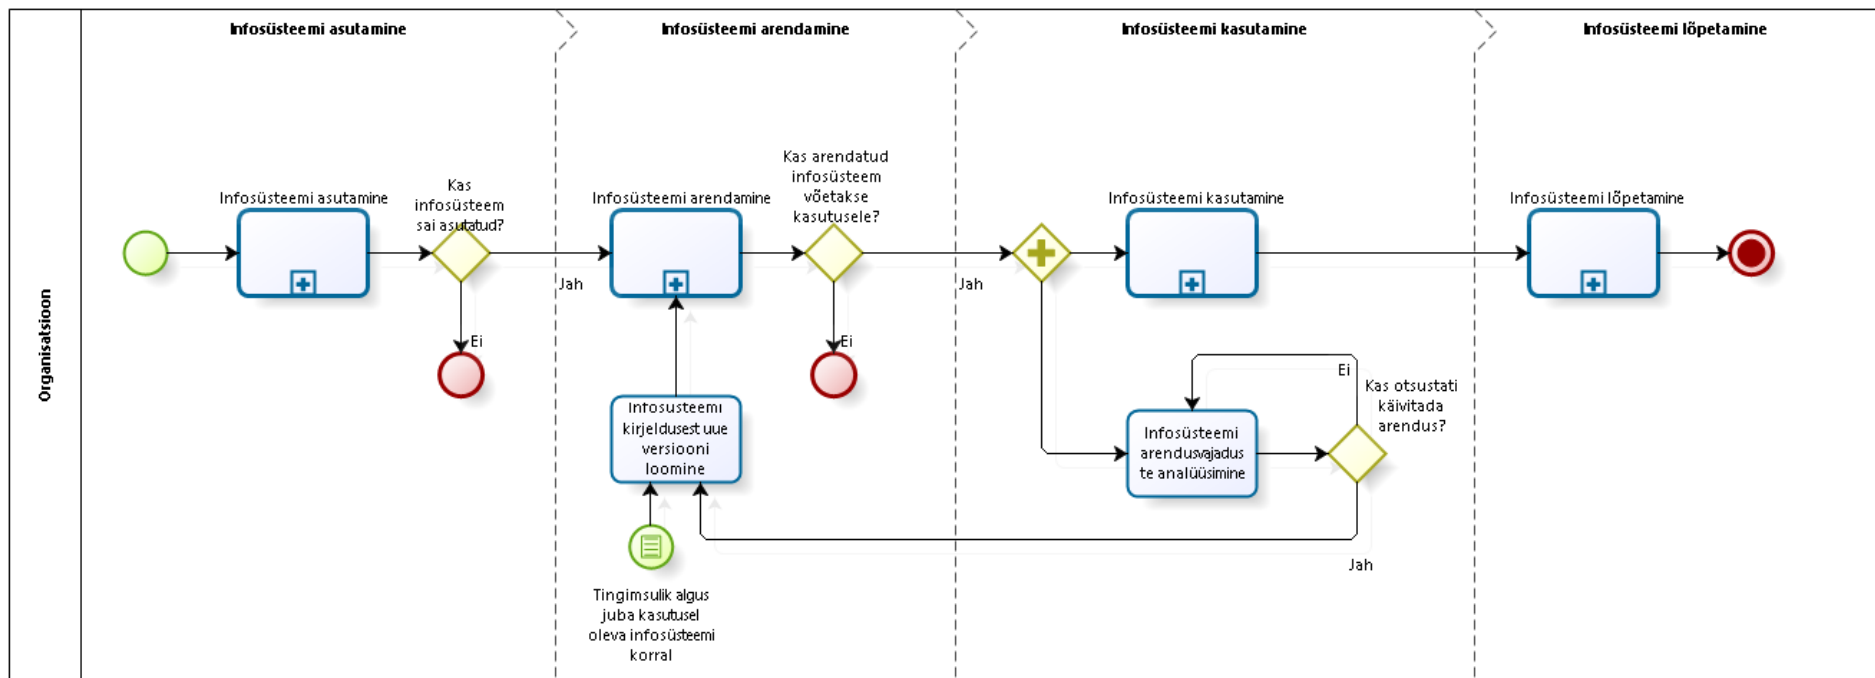 Infosüsteemi asutamine
Infosüsteemi arendamine
Infosüsteemi kasutamine
Infosüsteemi lõpetamine
Organisatsioon
Infosüsteemi asutamine
Kas
infosüsteem
sai asutatud?
Jah
Ei
Infosüsteemi arendamine
Kas arendatud
infosüsteem
võetakse
kasutusele?
Jah
Ei
Infosüsteemi kasutamine
Infosüsteemi lõpetamine
Infosüsteemi
kirjeldusest uue
versiooni
loomine
Tingimsulik algus
juba kasutusel
oleva infosüsteemi
korral
Infosüsteemi
arendusvajadus
te analüüsimine
Ei
Kas otsustati
käivitada
arendus?
Jah